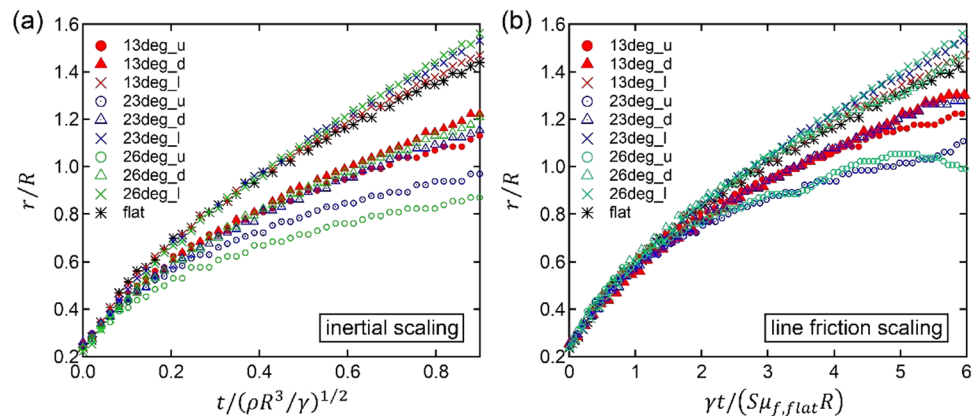 (a)
r/R
1.6
1.4
1.2
1.0
0.8
0.6
0.4
0.2
13deg_u
13deg_d
13deg_l
23deg_u
23deg_d
23deg_l
26deg_u
26deg_d
26deg_l
flat
inertial scaling
0.0 0.2 0.4 0.6 0.8
t/(ρR³/γ)^{1/2}
(b)
r/R
1.6
1.4
1.2
1.0
0.8
0.6
0.4
0.2
13deg_u
13deg_d
13deg_l
23deg_u
23deg_d
23deg_l
26deg_u
26deg_d
26deg_l
flat
line friction scaling
0 1 2 3 4 5 6
γt/(Sμ_{f,flat}R)